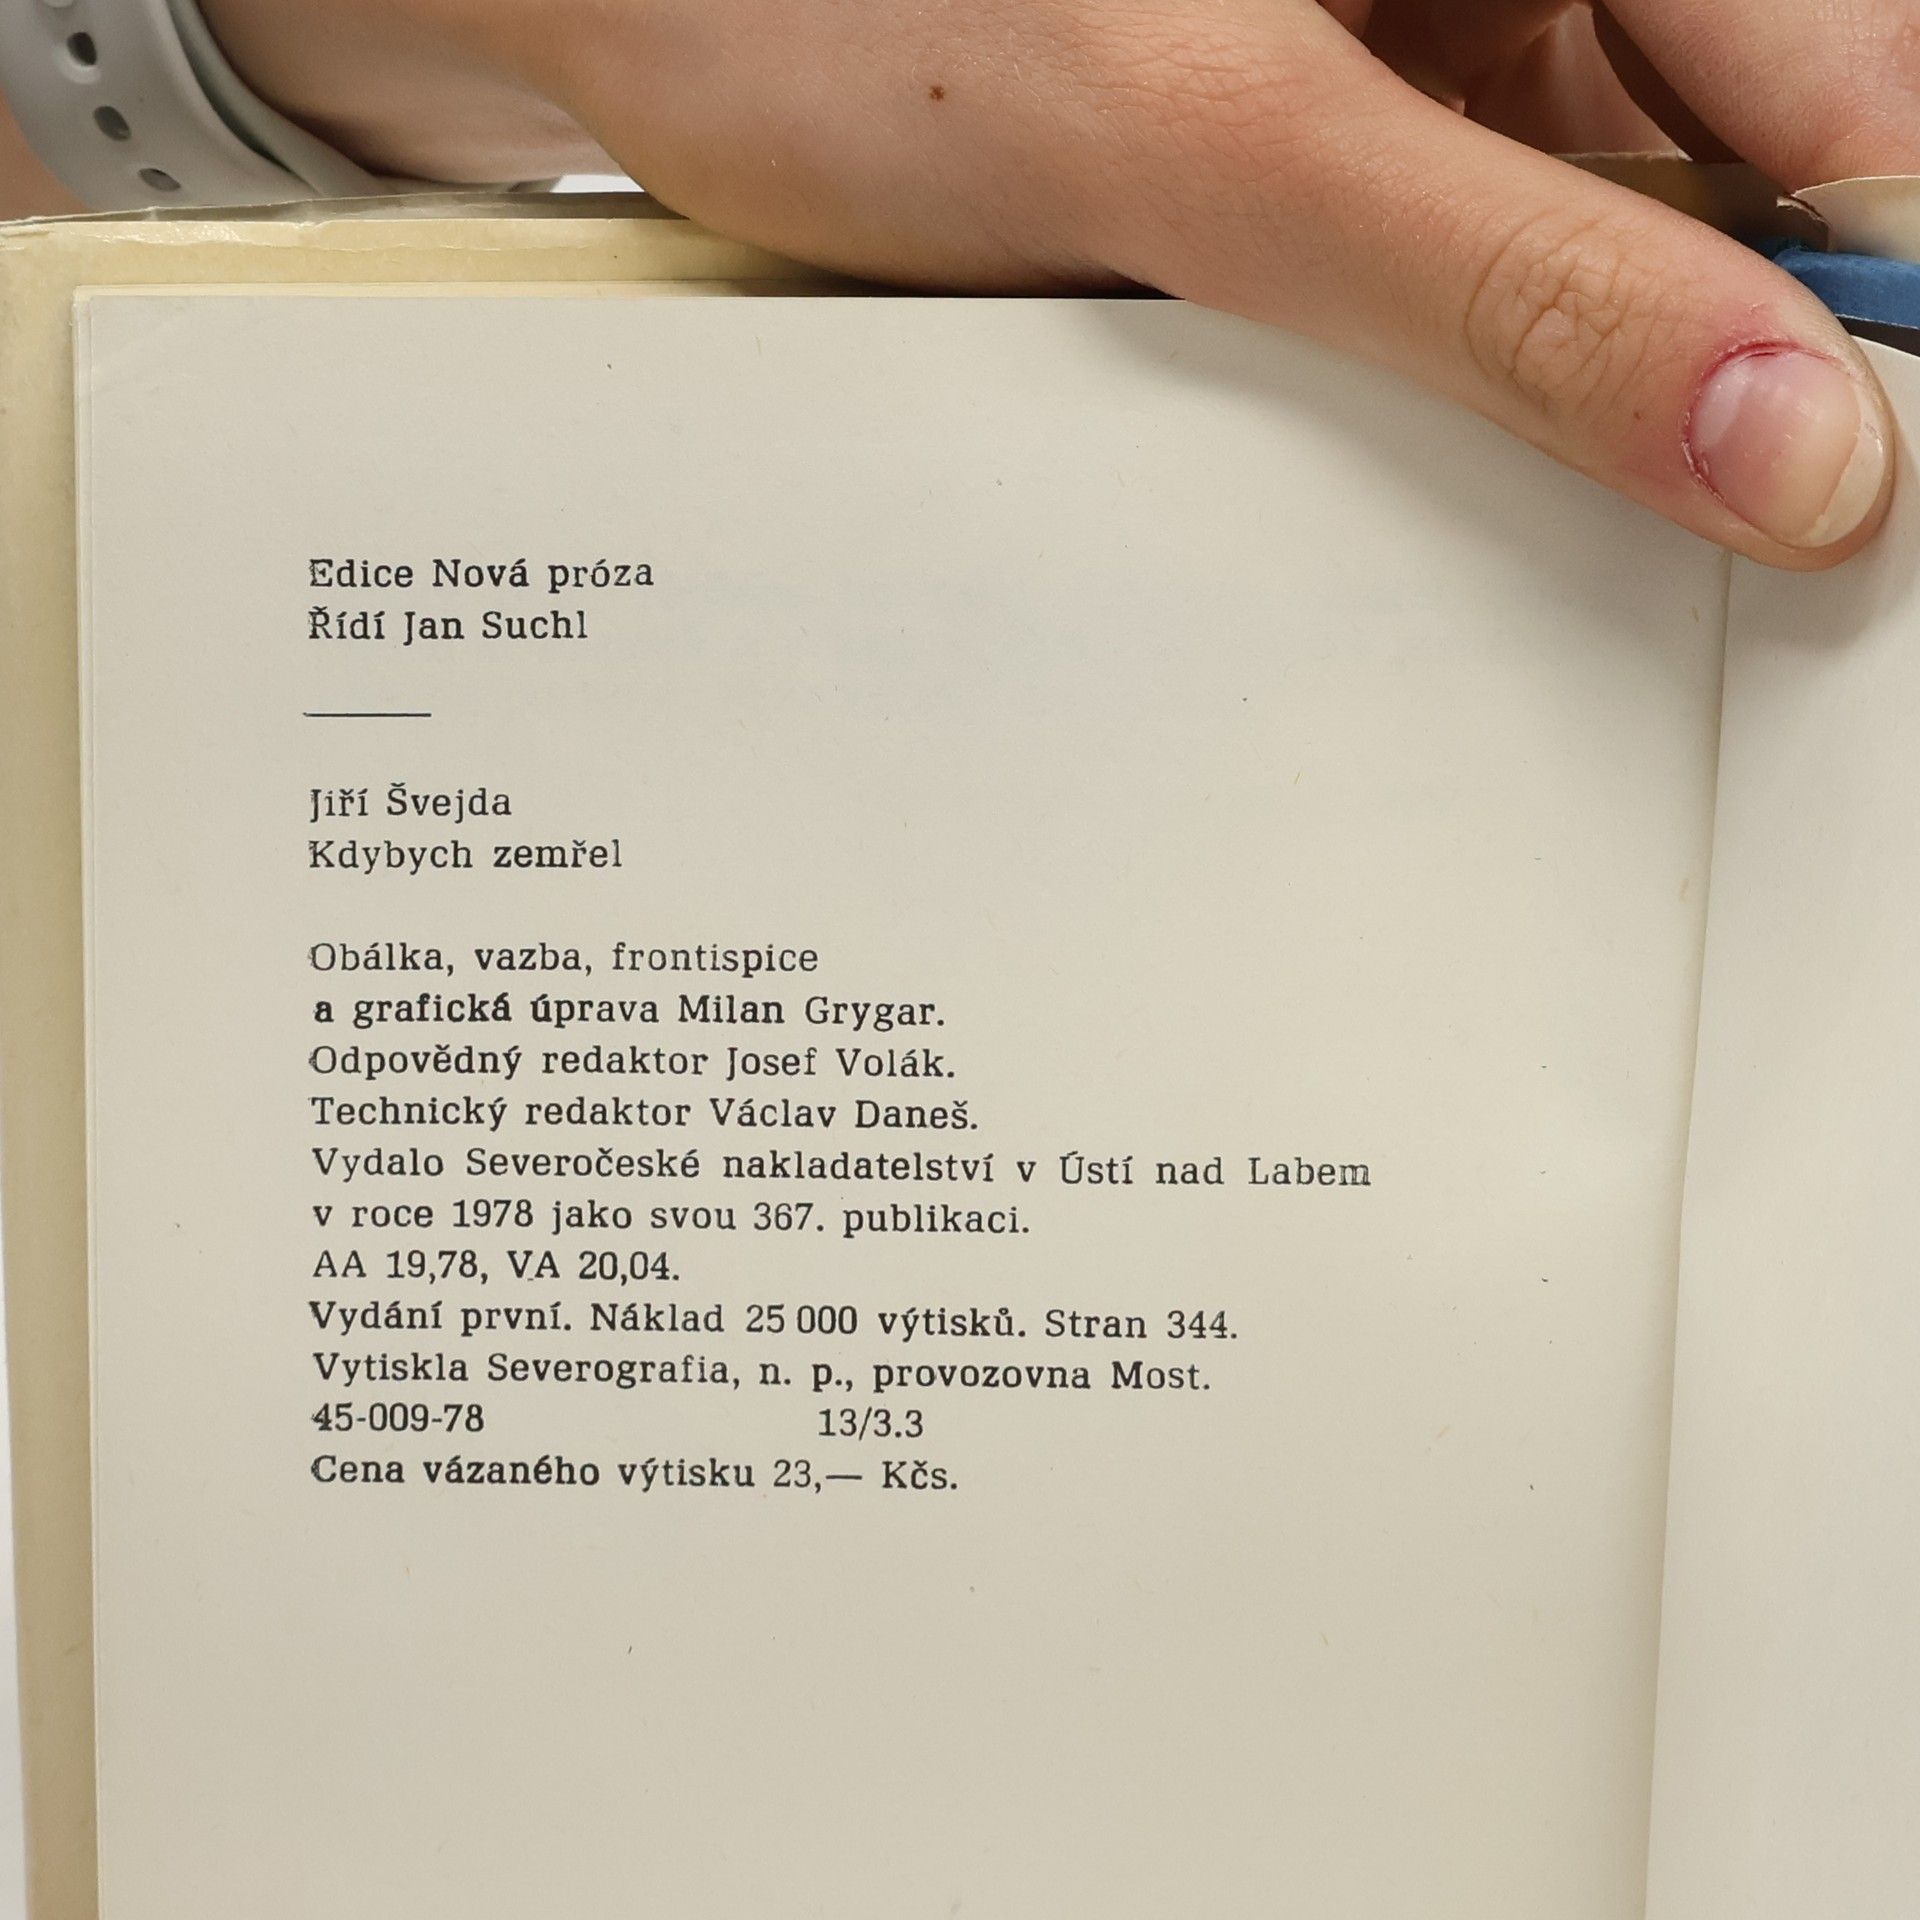 Edice Nová próza
Řídí Jan Suchl
Jiří Švejda
Kdybych zemřel
Obálka, vazba, frontispice
a grafická úprava Milan Grygar.
Odpovědný redaktor Josef Volák.
Technický redaktor Václav Daneš.
Vydalo Severočeské nakladatelství v Ústí nad Labem
v roce 1978 jako svou 367. publikaci.
AA 19,78, VA 20,04.
Vydání první. Náklad 25 000 výtisků. Stran 344.
Vytiskla Severografia, n. p., provozovna Most.
45-009-78 13/3.3
Cena vázaného výtisku 23,— Kčs.